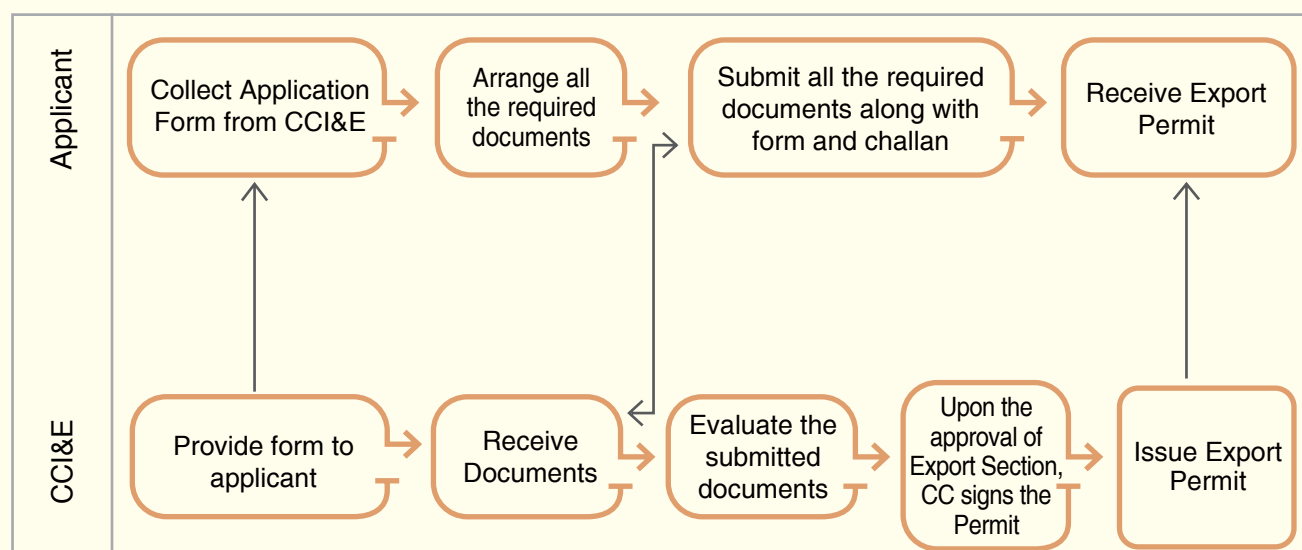 Applicant
Collect Application
Form from CCI&E
Arrange all
the required
documents
Submit all the required
documents along with
form and challan
Receive Export
Permit
CCI&E
Provide form to
applicant
Receive
Documents
Evaluate the
submitted
documents
Upon the
approval of
Export Section,
CC signs the
Permit
Issue Export
Permit